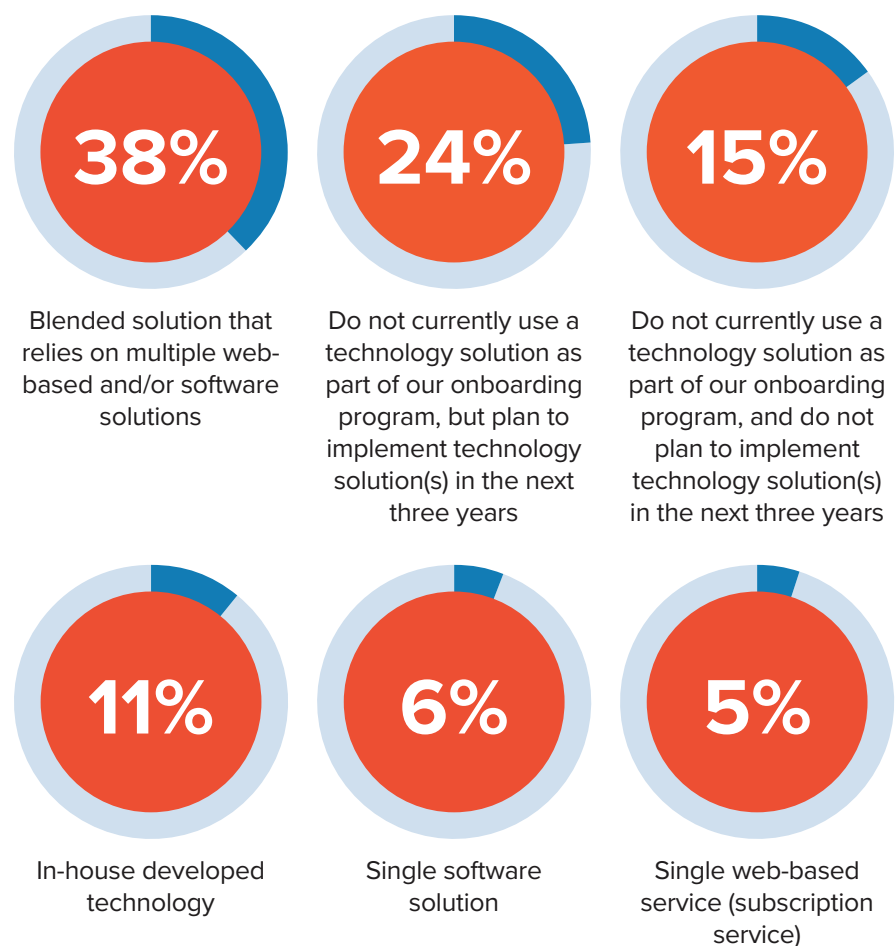 38%
Blended solution that
relies on multiple web-
based and/or software
solutions
24%
Do not currently use a
technology solution as
part of our onboarding
program, but plan to
implement technology
solution(s) in the next
three years
15%
Do not currently use a
technology solution as
part of our onboarding
program, and do not
plan to implement
technology solution(s)
in the next three years
11%
In-house developed
technology
6%
Single software
solution
5%
Single web-based
service (subscription
service)